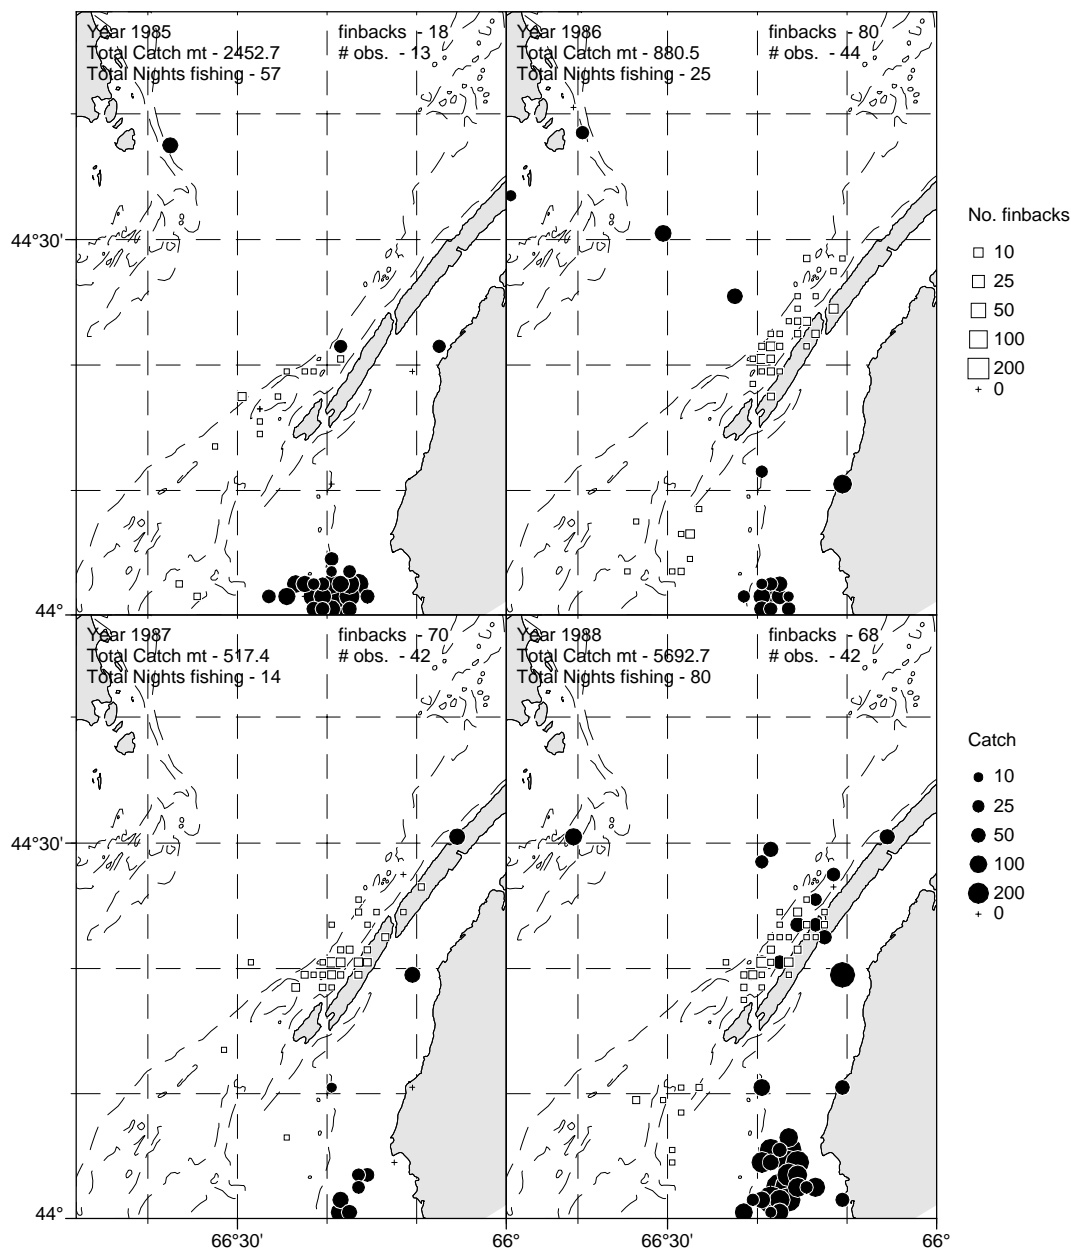 Year 1985 finbacks - 18
Total Catch mt - 2452.7 # obs. - 13
Total Nights fishing - 57
Year 1986 finbacks - 80
Total Catch mt - 880.5 # obs. - 44
Total Nights fishing - 25
No. finbacks
10
25
50
100
200
0
44°30'
44°
Year 1987 finbacks - 70
Total Catch mt - 517.4 # obs. - 42
Total Nights fishing - 14
Year 1988 finbacks - 68
Total Catch mt - 5692.7 # obs. - 42
Total Nights fishing - 80
Catch
10
25
50
100
200
0
44°30'
44°
66°30' 66° 66°30' 66°